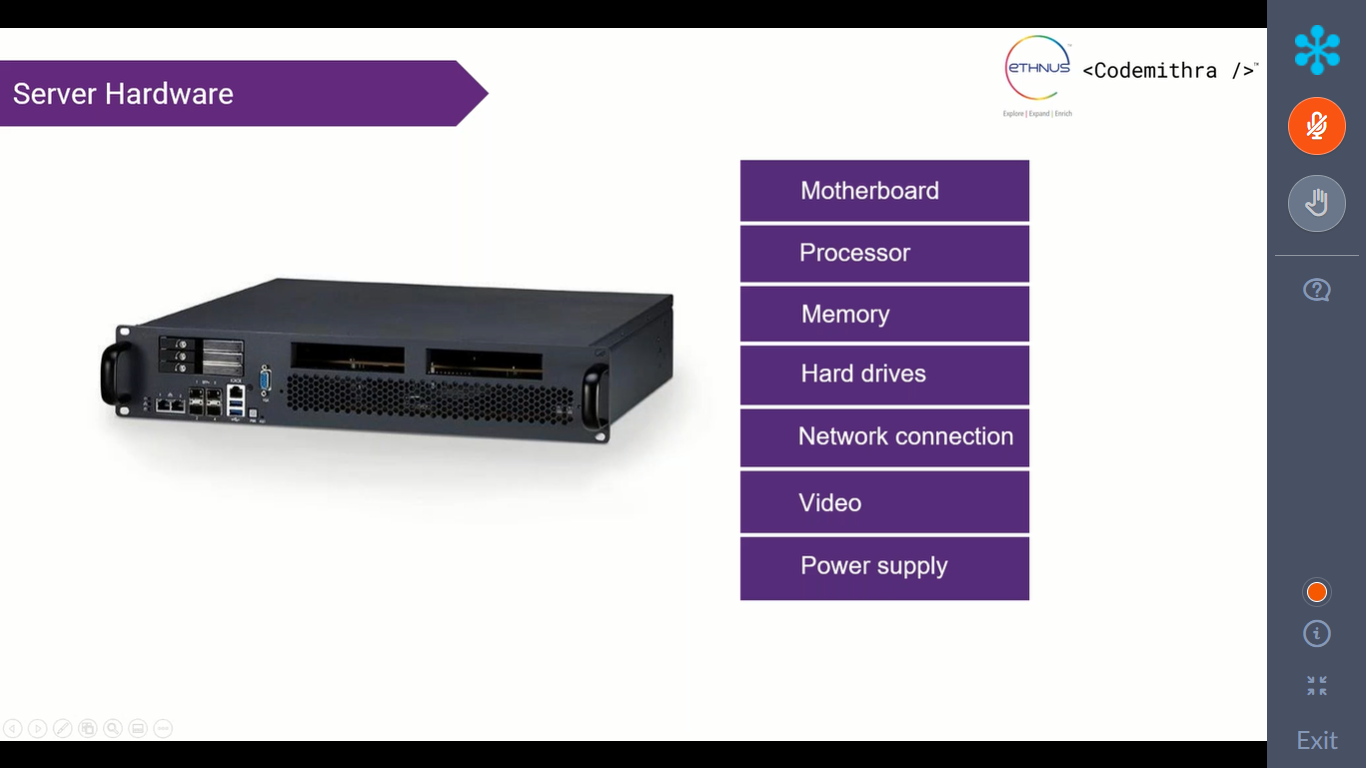 Server Hardware
ETHNUS
<Codemithra />™
Explore | Expand | Enrich
Motherboard
Processor
Memory
Hard drives
Network connection
Video
Power supply
Exit